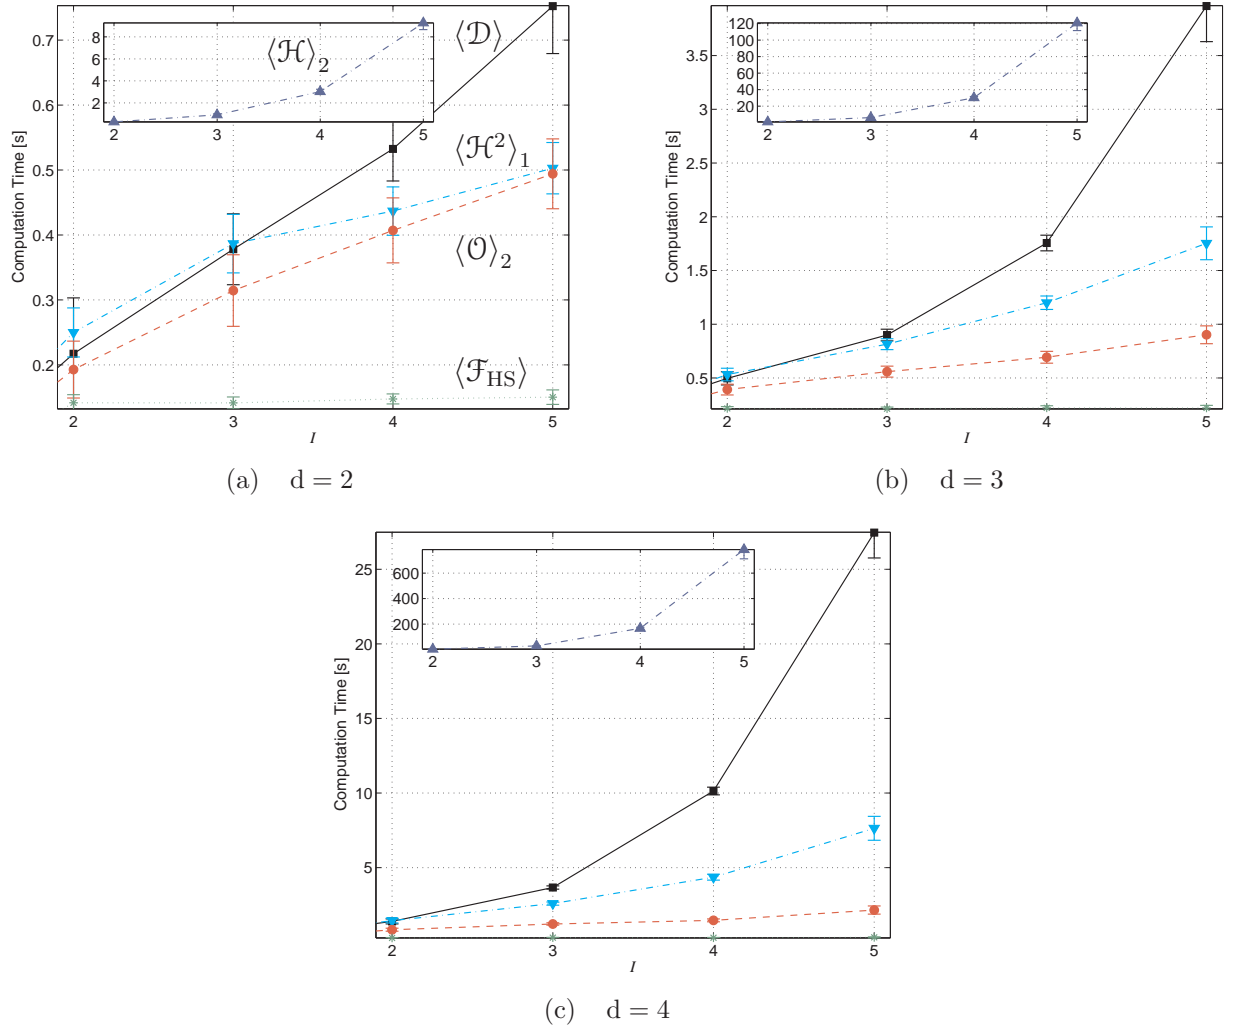 0.7
0.6
0.5
0.4
0.3
0.2
Computation Time [s]
8
6
4
2
2 3 4 5
⟨ℋ⟩₂
⟨𝒟⟩
⟨ℋ²⟩₁
⟨𝒪⟩₂
⟨ℱ_HS⟩
2 3 4 5
I
(a) d = 2
3.5
3
2.5
2
1.5
1
0.5
Computation Time [s]
120
100
80
60
40
20
2 3 4 5
2 3 4 5
I
(b) d = 3
25
20
15
10
5
Computation Time [s]
600
400
200
2 3 4 5
2 3 4 5
I
(c) d = 4